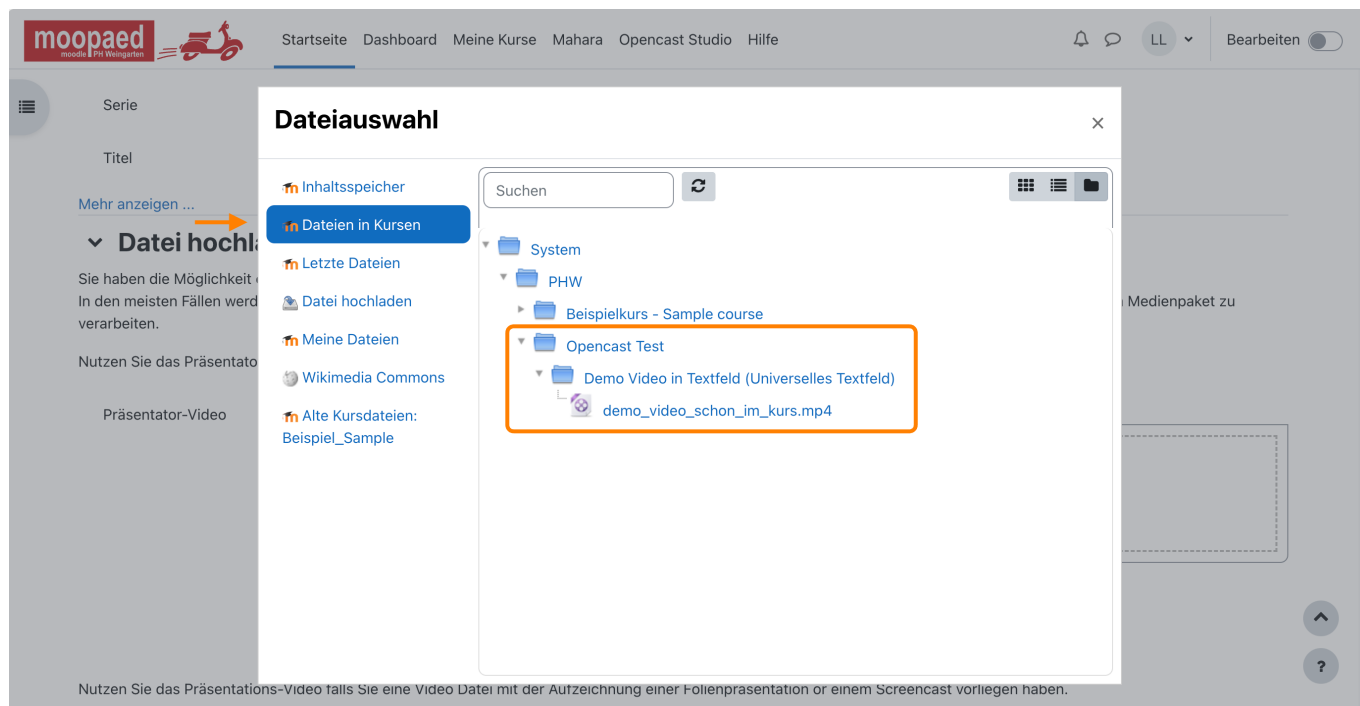 moopaed
moodle PH Weingarten
Startseite Dashboard Meine Kurse Mahara Opencast Studio Hilfe
LL
Bearbeiten
Serie
Titel
Mehr anzeigen ...
Datei hochla
Sie haben die Möglichkeit
In den meisten Fällen werd
Medienpaket zu
verarbeiten.
Nutzen Sie das Präsentato
Präsentator-Video
Dateiauswahl
×
Inhaltsspeicher
Dateien in Kursen
Letzte Dateien
Datei hochladen
Meine Dateien
Wikimedia Commons
Alte Kursdateien:
Beispiel_Sample
Suchen
System
PHW
Beispielkurs - Sample course
Opencast Test
Demo Video in Textfeld (Universelles Textfeld)
demo_video_schon_im_kurs.mp4
?
Nutzen Sie das Präsentations-Video falls Sie eine Video Datei mit der Aufzeichnung einer Folienpräsentation or einem Screencast vorliegen haben.